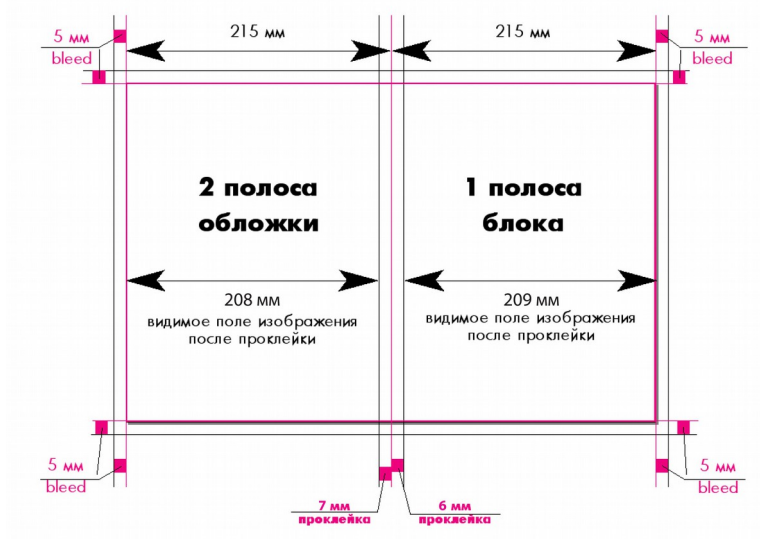 5 мм
bleed
215 мм
215 мм
5 мм
bleed
2 полоса
обложки
1 полоса
блока
208 мм
видимое поле изображения
после проклейки
209 мм
видимое поле изображения
после проклейки
5 мм
bleed
5 мм
bleed
7 мм
проклейка
6 мм
проклейка